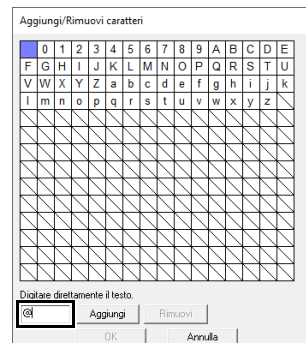 Aggiungi/Rimuovi caratteri
0 1 2 3 4 5 6 7 8 9 A B C D E
F G H I J K L M N O P Q R S T U
V W X Y Z a b c d e f g h i j k
l m n o p q r s t u v w x y z
Digitare direttamente il testo.
@ Aggiungi Rimuovi
OK Annulla